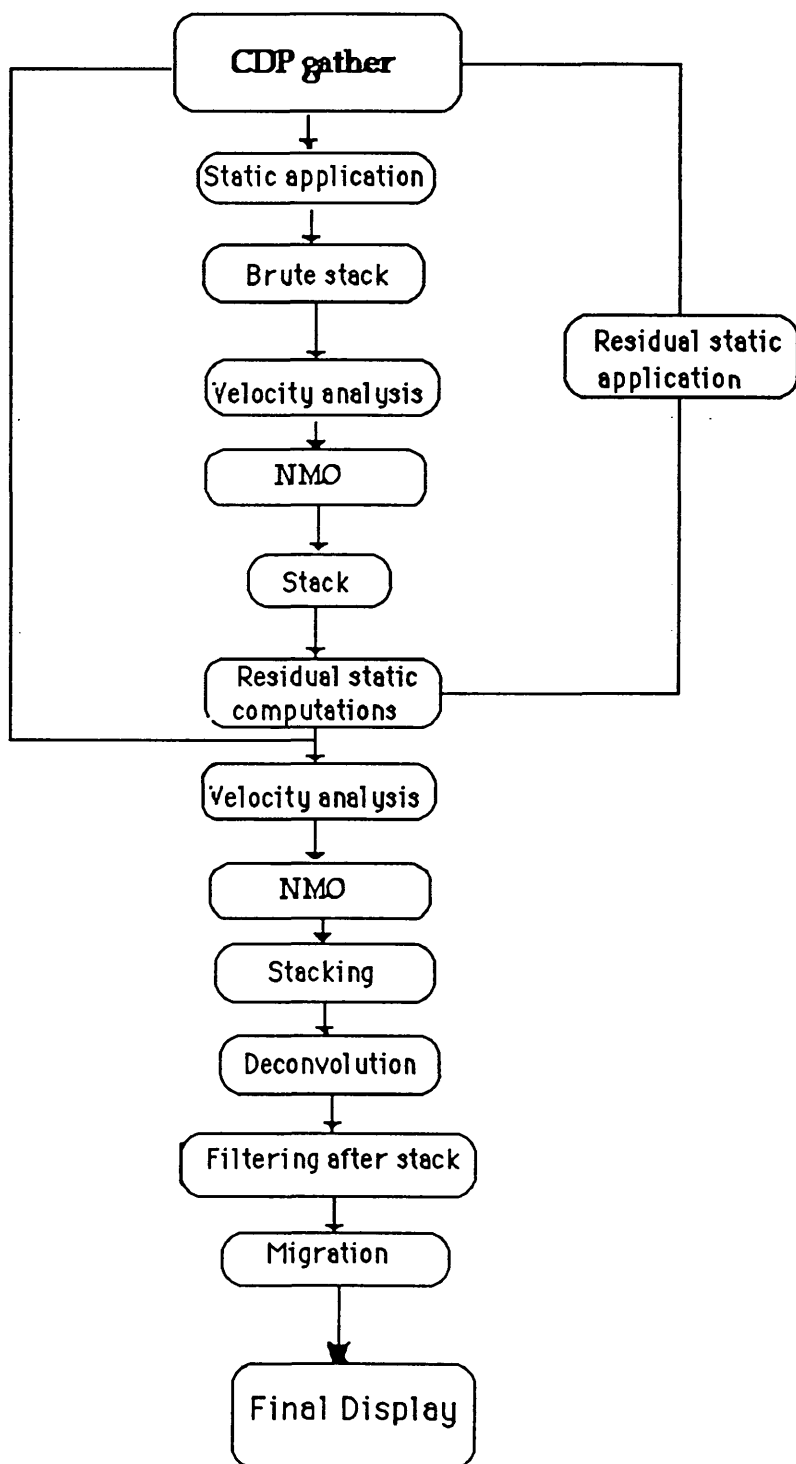 CDP gather
Static application
Brute stack
Residual static
application
Velocity analysis
NMO
Stack
Residual static
computations
Velocity analysis
NMO
Stacking
Deconvolution
Filtering after stack
Migration
Final Display